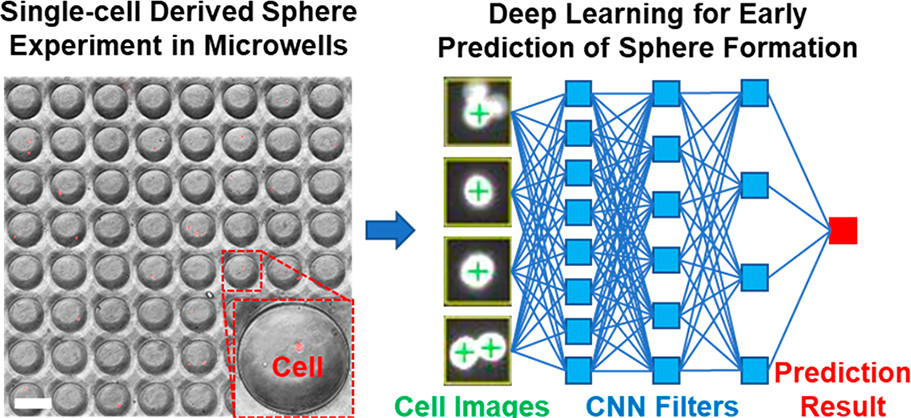 Single-cell Derived Sphere
Experiment in Microwells
Deep Learning for Early
Prediction of Sphere Formation
Cell
Cell Images
CNN Filters
Prediction
Result